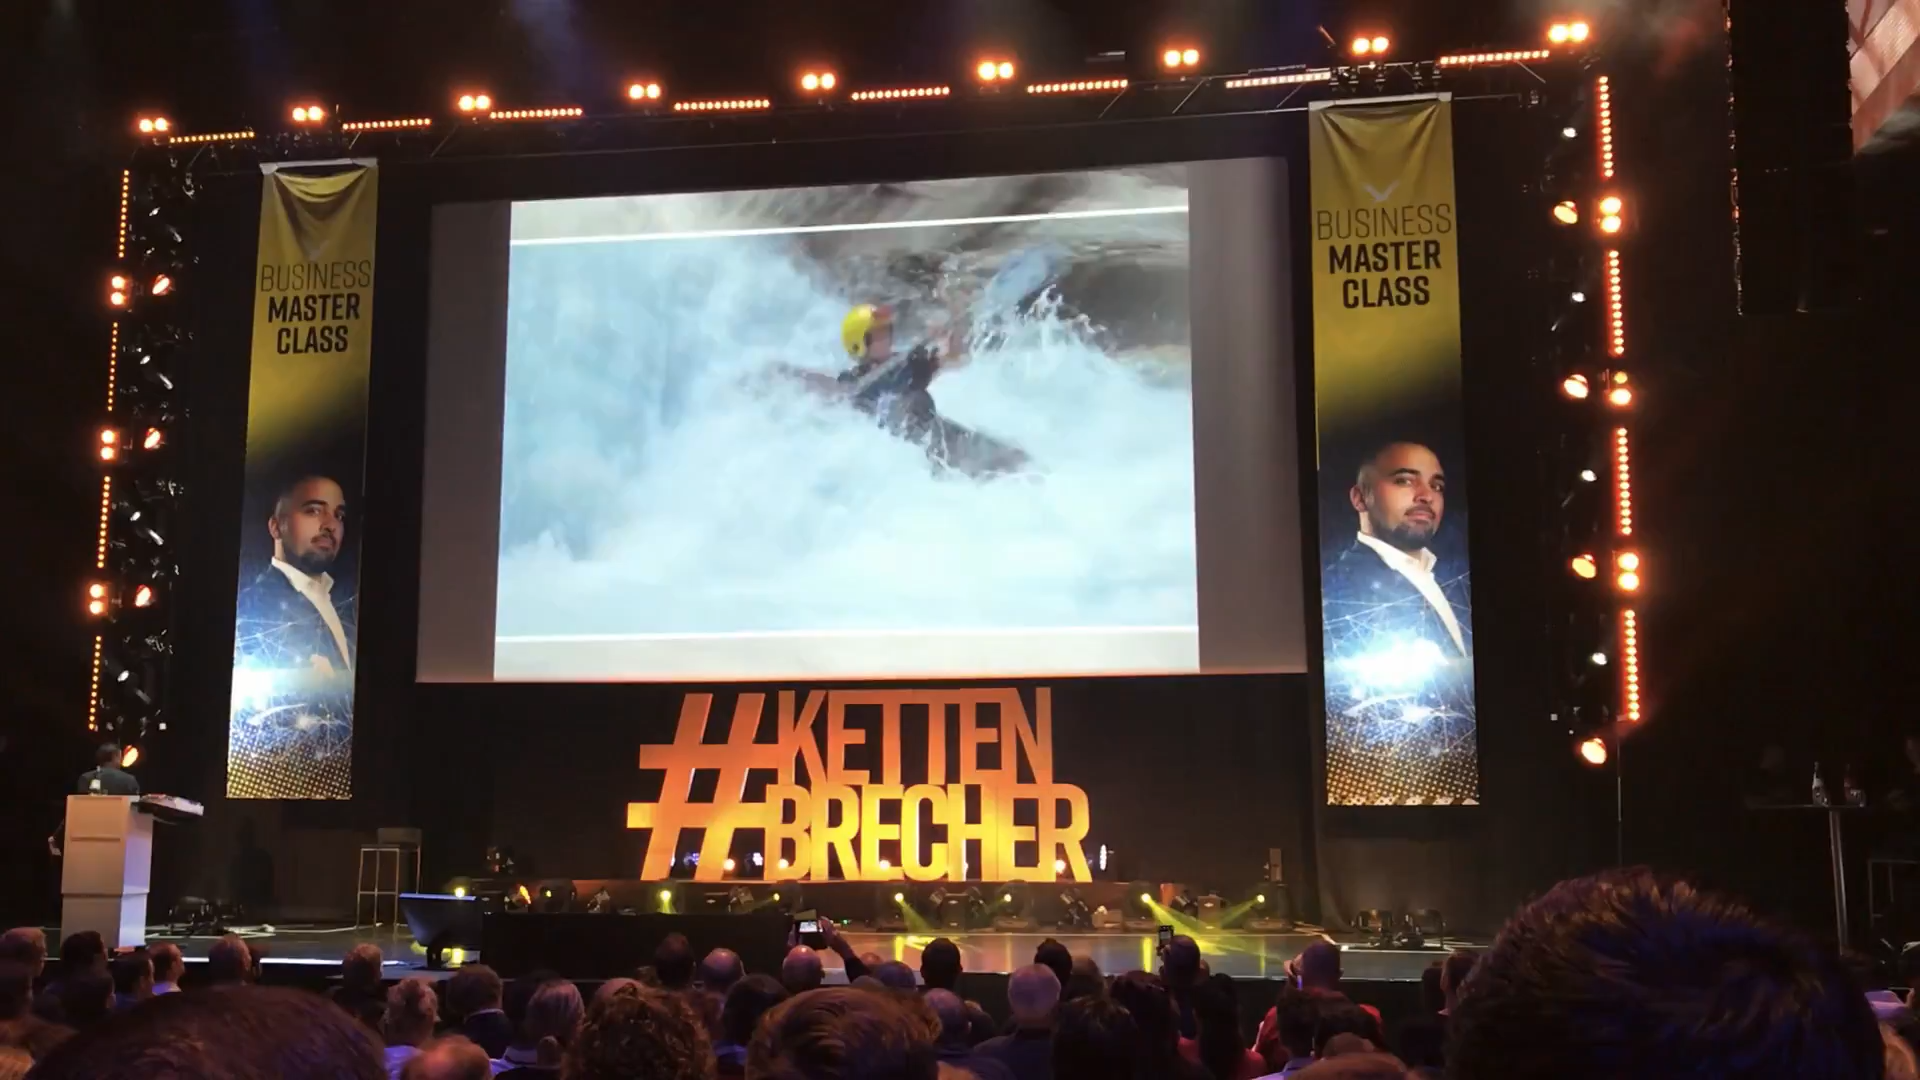 BUSINESS
MASTER
CLASS
BUSINESS
MASTER
CLASS
#KETTEN
BRECHER